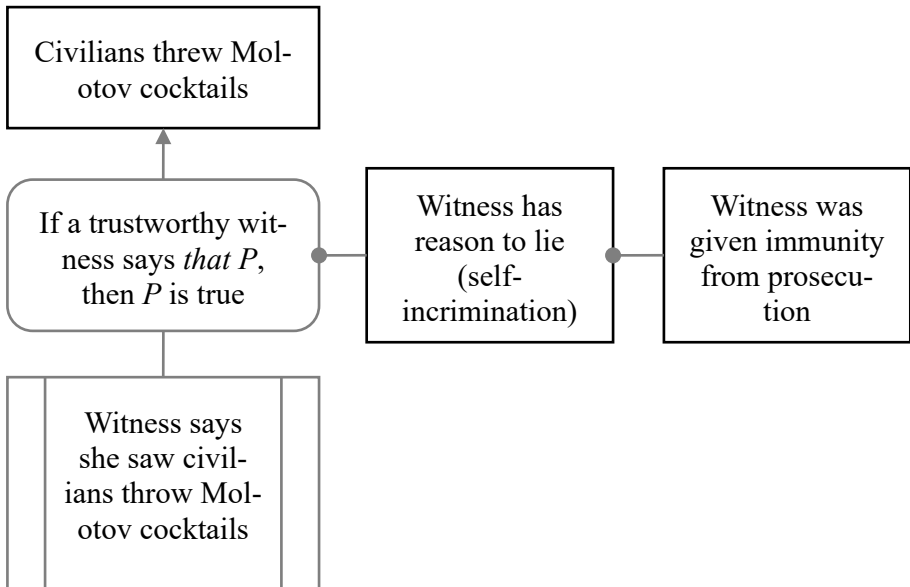 Civilians threw Mol-
otov cocktails
If a trustworthy wit-
ness says that P,
then P is true
Witness has
reason to lie
(self-
incrimination)
Witness was
given immunity
from prosecu-
tion
Witness says
she saw civil-
ians throw Mol-
otov cocktails